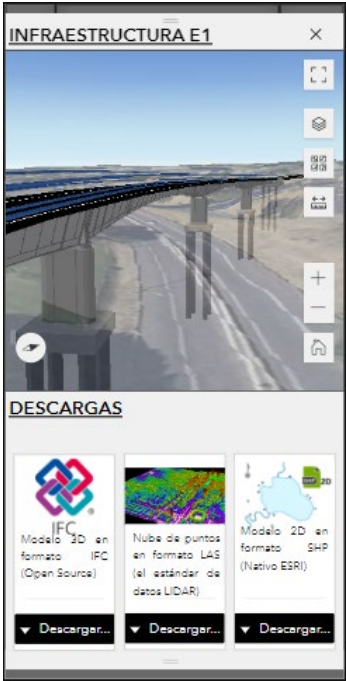 INFRAESTRUCTURA E1
DESCARGAS
IFC
Modelo 3D en
formato IFC
(Open Source)
Nube de puntos
en formato LAS
(el estándar de
datos LIDAR)
SHP 2D
Modelo 2D en
formato SHP
(Nativo ESRI)
Descargar...
Descargar...
Descargar...